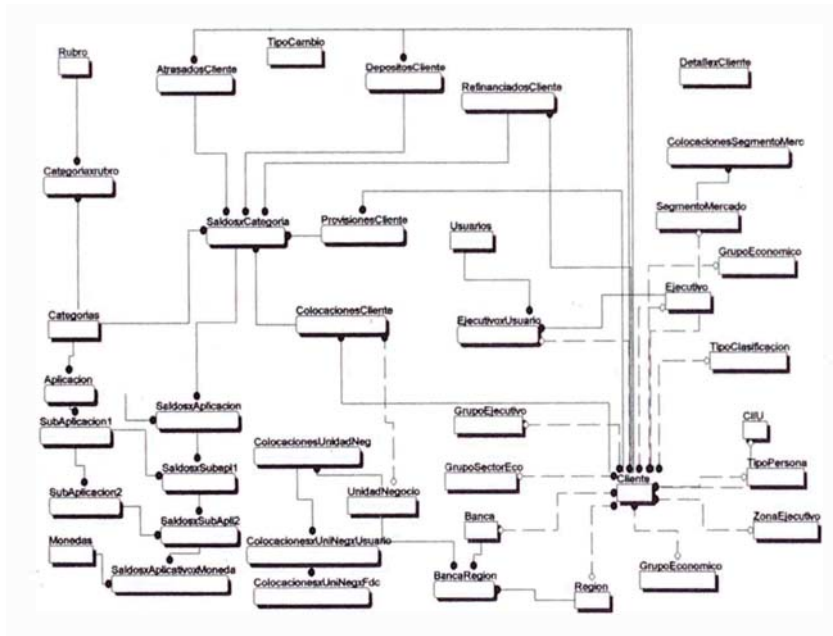 Rubro
TipoCambio
AtrasadosCliente
DepositosCliente
DetallexCliente
RefinanciadosCliente
ColocacionesSegmentoMerc
Categoriaxrubro
SegmentoMercado
SaldosxCategoria
ProvisionesCliente
Usuarios
GrupoEconomico
Ejecutivo
Categorias
ColocacionesCliente
EjecutivoxUsuario
TipoClasificacion
Aplicacion
SaldosxAplicacion
GrupoEjecutivo
SubAplicacion1
ColocacionesUnidadNeg
CIIU
SaldosxSubapl1
GrupoSectorEco
Cliente
TipoPersona
SubAplicacion2
UnidadNegocio
SaldosxSubApli2
Banca
ZonaEjecutivo
Monedas
ColocacionesxUniNegxUsuario
SaldosxAplicativoxMoneda
ColocacionesxUniNegxFdc
BancaRegion
Region
GrupoEconomico